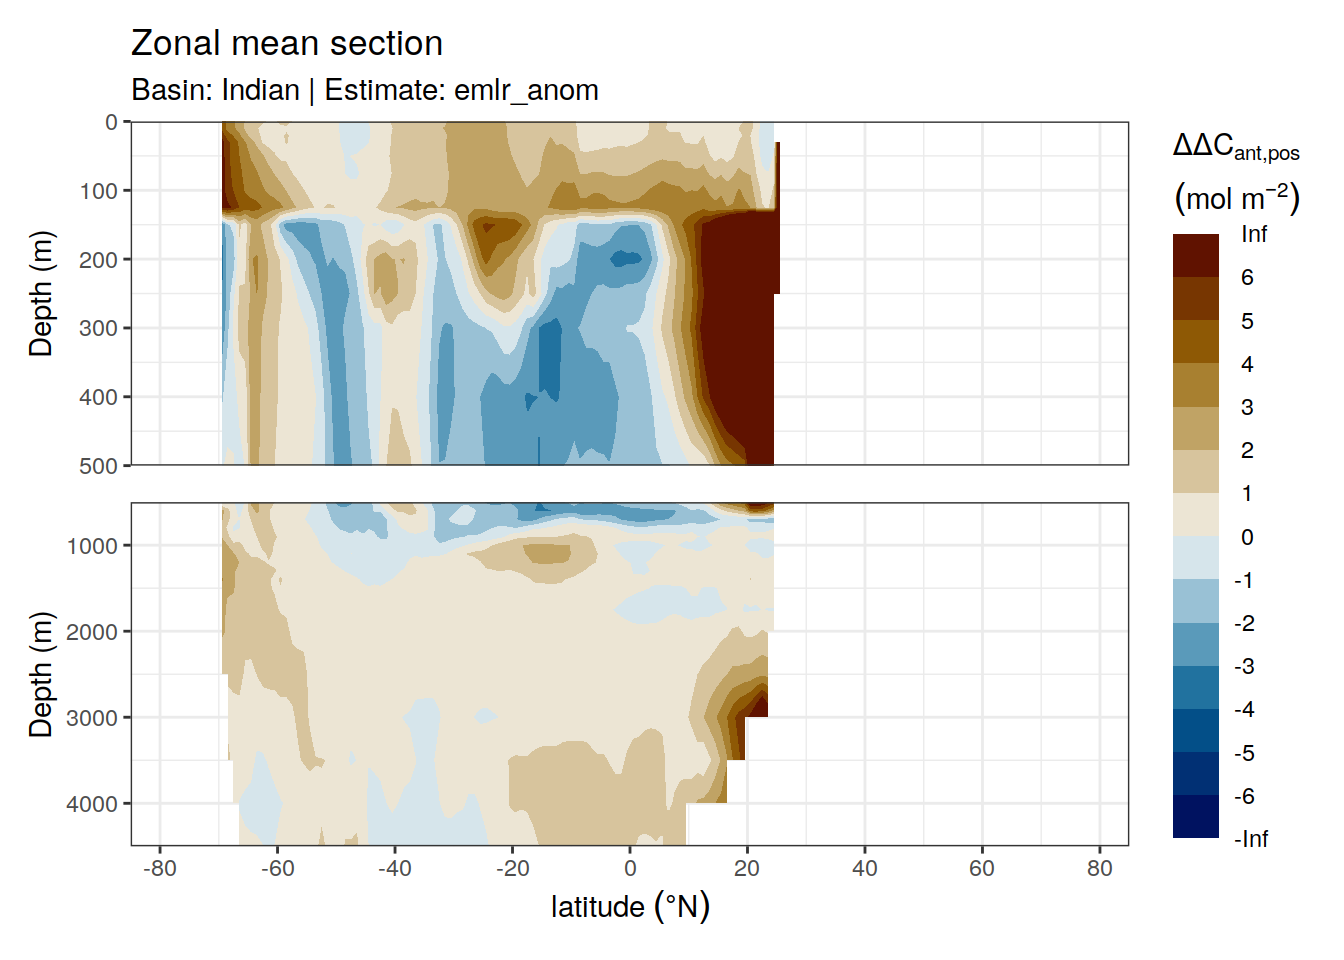 Zonal mean section
Basin: Indian | Estimate: emlr_anom
0
100
200
300
400
500
Depth (m)
1000
2000
3000
4000
Depth (m)
-80 -60 -40 -20 0 20 40 60 80
latitude (°N)
ΔΔC_ant,pos
(mol m⁻²)
Inf
6
5
4
3
2
1
0
-1
-2
-3
-4
-5
-6
-Inf